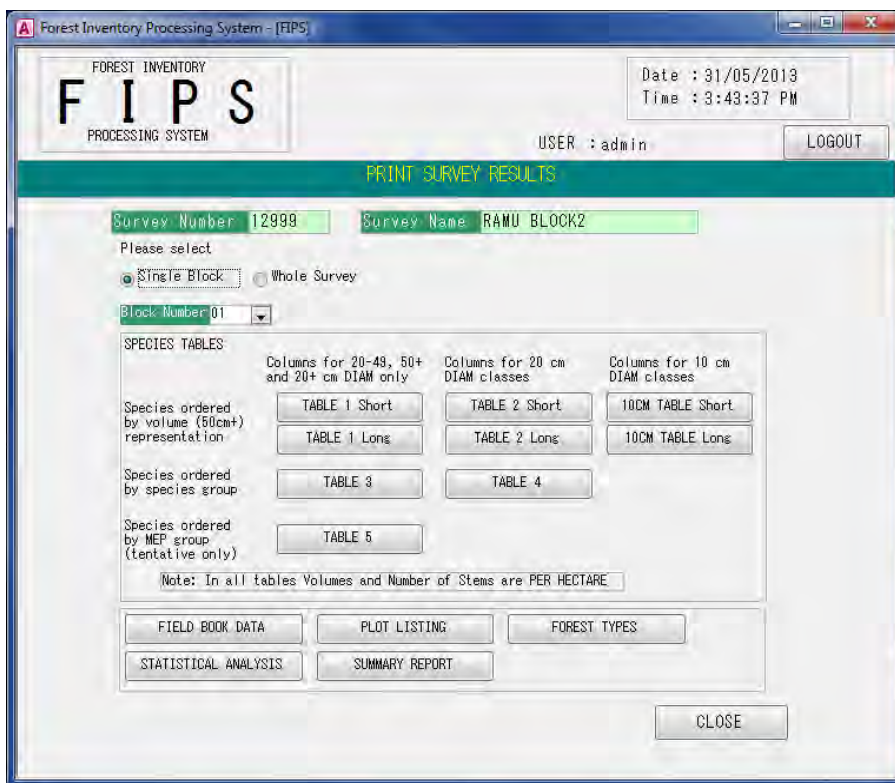 Forest Inventory Processing System - [FIPS]
FOREST INVENTORY
F I P S
PROCESSING SYSTEM
Date : 31/05/2013
Time : 3:43:37 PM
USER : admin
LOGOUT
PRINT SURVEY RESULTS
Survey Number 12999 Survey Name RAMU BLOCK2
Please select
Single Block Whole Survey
Block Number 01
SPECIES TABLES
Columns for 20-49, 50+ and 20+ cm DIAM only
Columns for 20 cm DIAM classes
Columns for 10 cm DIAM classes
Species ordered
by volume (50cm+)
representation
TABLE 1 Short TABLE 2 Short 10CM TABLE Short
TABLE 1 Long TABLE 2 Long 10CM TABLE Long
Species ordered
by species group
TABLE 3 TABLE 4
Species ordered
by MEP group
(tentative only)
TABLE 5
Note: In all tables Volumes and Number of Stems are PER HECTARE
FIELD BOOK DATA PLOT LISTING FOREST TYPES
STATISTICAL ANALYSIS SUMMARY REPORT
CLOSE